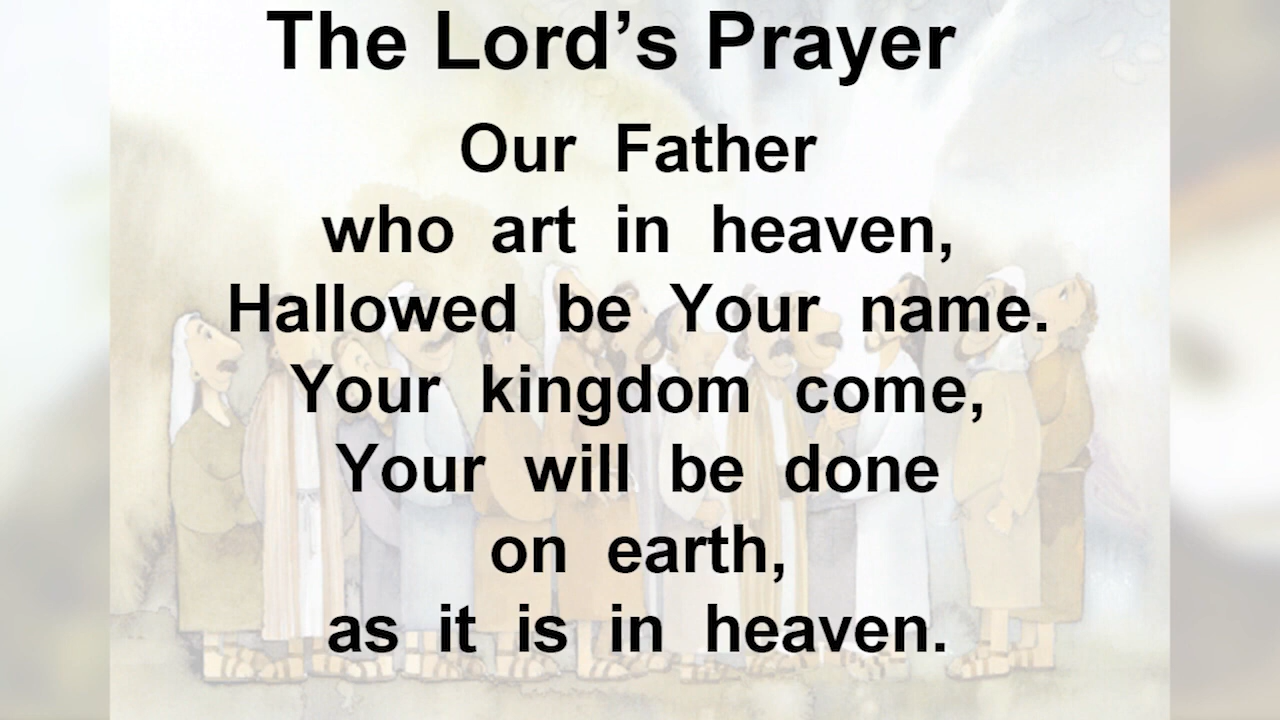 The Lord’s Prayer
Our Father
who art in heaven,
Hallowed be Your name.
Your kingdom come,
Your will be done
on earth,
as it is in heaven.